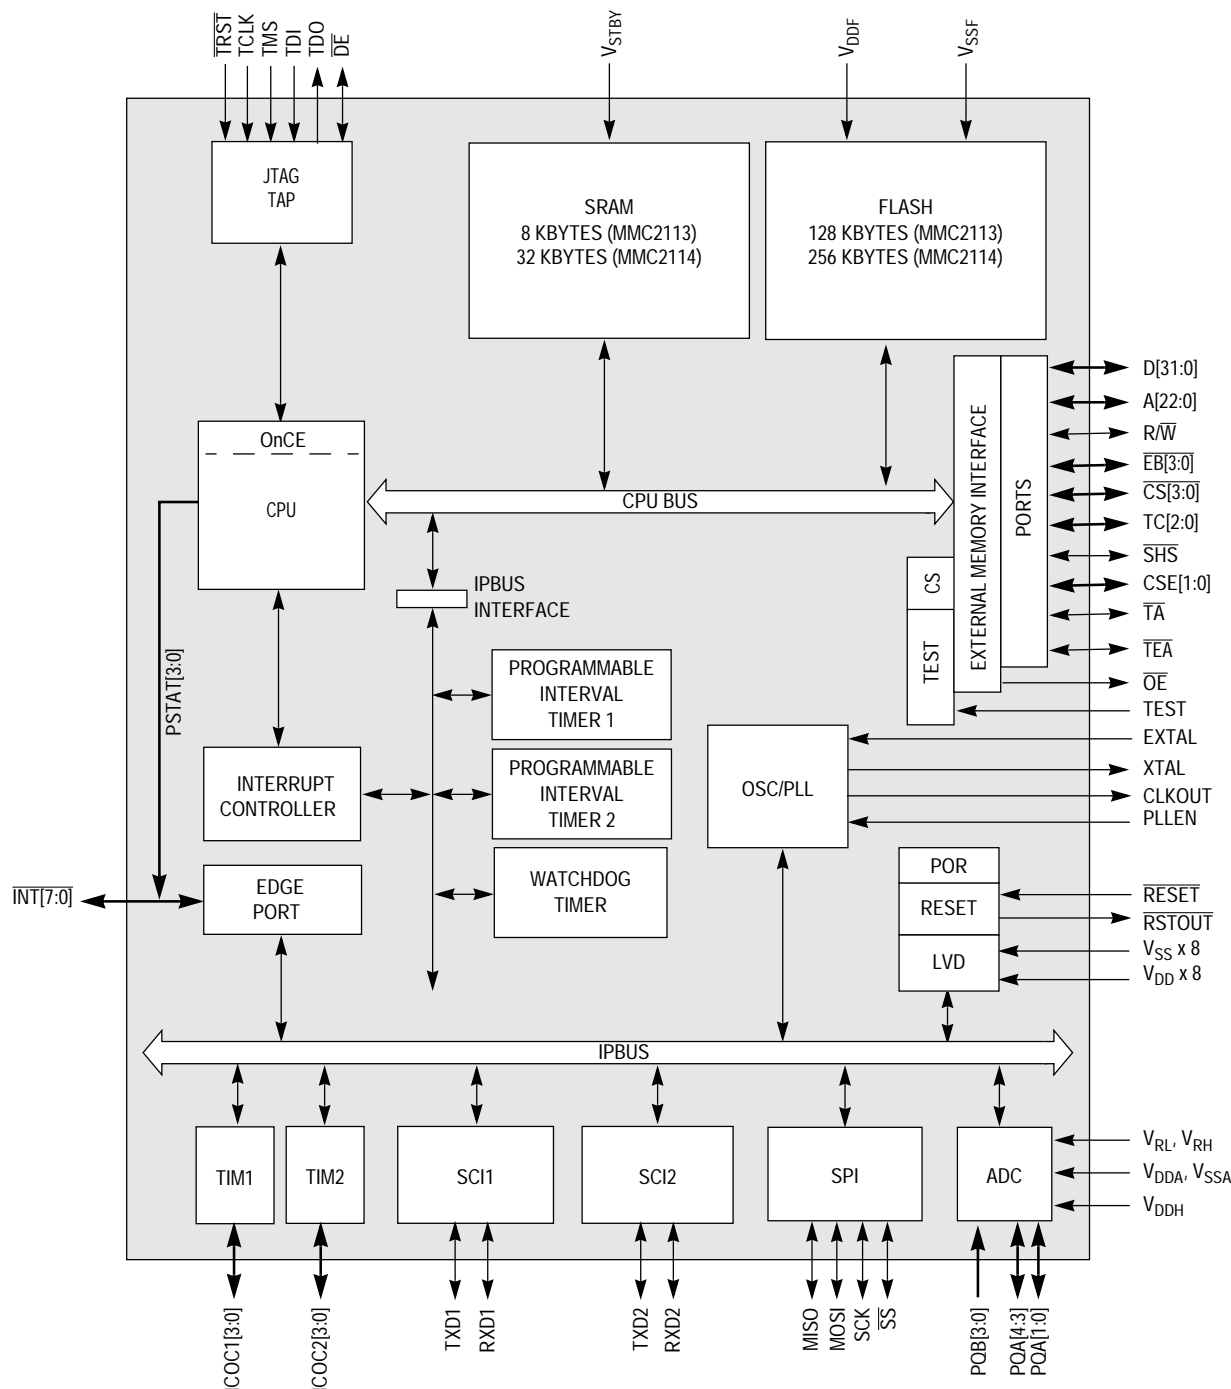 TRST
TCLK
TMS
TDI
TDO
DE
VSTBY
VDDF
VSSF
JTAG
TAP
SRAM
8 KBYTES (MMC2113)
32 KBYTES (MMC2114)
FLASH
128 KBYTES (MMC2113)
256 KBYTES (MMC2114)
OnCE
CPU
CPU BUS
EXTERNAL MEMORY INTERFACE
PORTS
CS
TEST
D[31:0]
A[22:0]
R/W
EB[3:0]
CS[3:0]
TC[2:0]
SHS
CSE[1:0]
TA
TEA
OE
TEST
EXTAL
XTAL
CLKOUT
PLLEN
IPBUS
INTERFACE
PSTAT[3:0]
PROGRAMMABLE
INTERVAL
TIMER 1
PROGRAMMABLE
INTERVAL
TIMER 2
WATCHDOG
TIMER
INTERRUPT
CONTROLLER
OSC/PLL
INT[7:0]
EDGE
PORT
POR
RESET
LVD
RESET
RSTOUT
VSS x 8
VDD x 8
IPBUS
TIM1
TIM2
SCI1
SCI2
SPI
ADC
VRL, VRH
VDDA, VSSA
VDDH
ICOC1[3:0]
ICOC2[3:0]
TXD1
RXD1
TXD2
RXD2
MISO
MOSI
SCK
SS
PQB[3:0]
PQA[4:3]
PQA[1:0]